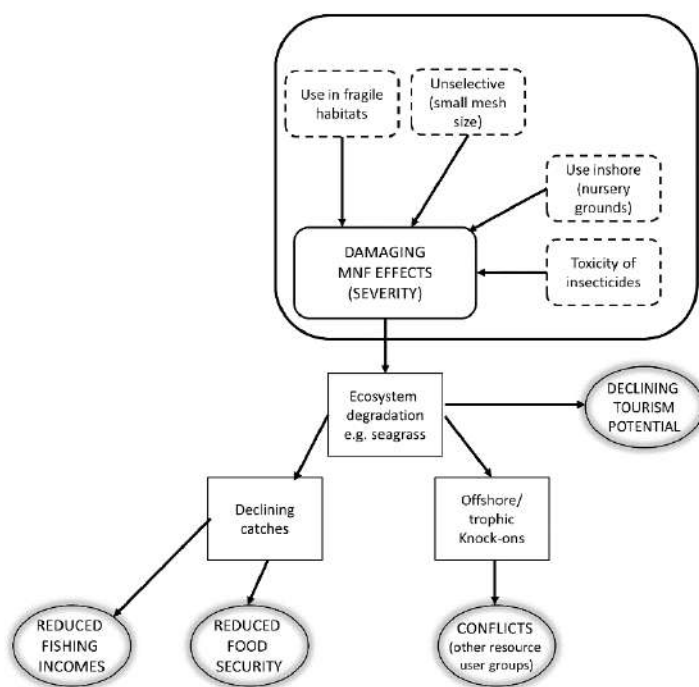 Use in fragile
habitats
Unselective
(small mesh
size)
Use inshore
(nursery
grounds)
DAMAGING
MNF EFFECTS
(SEVERITY)
Toxicity of
insecticides
Ecosystem
degradation
e.g. seagrass
DECLINING
TOURISM
POTENTIAL
Declining
catches
Offshore/
trophic
Knock-ons
REDUCED
FISHING
INCOMES
REDUCED
FOOD
SECURITY
CONFLICTS
(other resource
user groups)